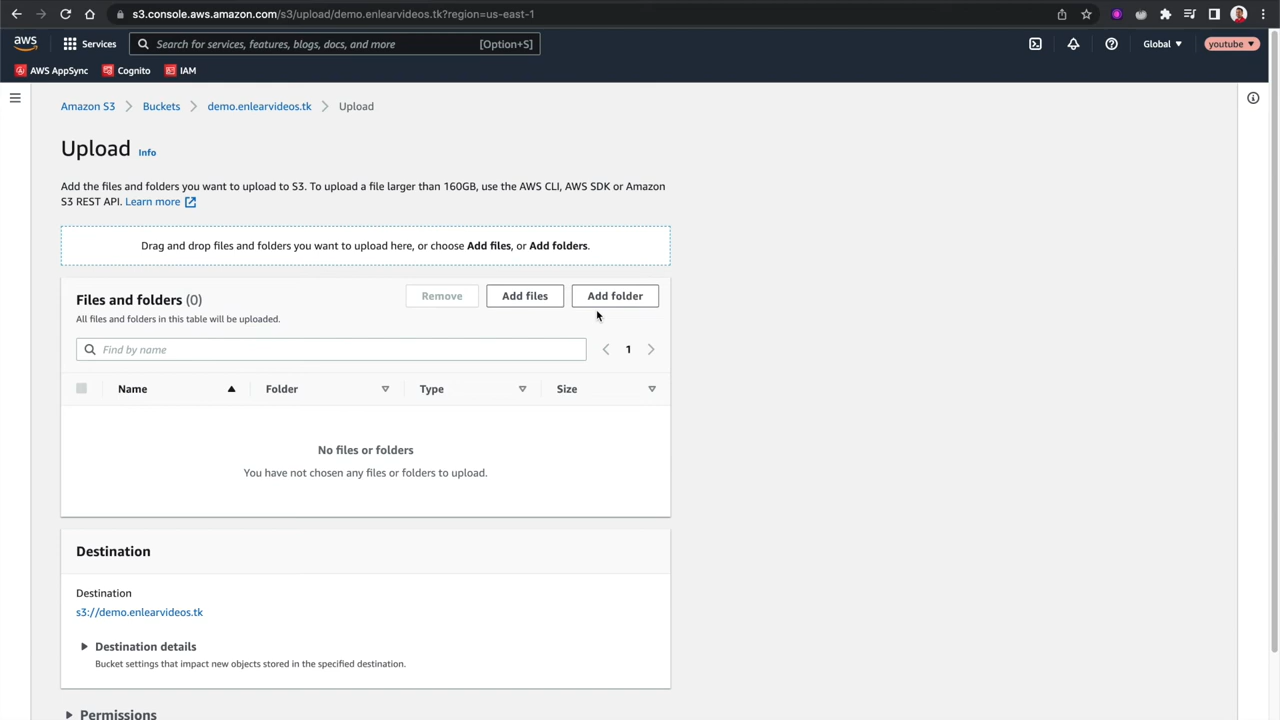 s3.console.aws.amazon.com/s3/upload/demo.enlearvideos.tk?region=us-east-1
aws Services Search for services, features, blogs, docs, and more [Option+S] Global youtube
AWS AppSync Cognito IAM
Amazon S3 Buckets demo.enlearvideos.tk Upload
Upload Info
Add the files and folders you want to upload to S3. To upload a file larger than 160GB, use the AWS CLI, AWS SDK or Amazon
S3 REST API. Learn more
Drag and drop files and folders you want to upload here, or choose Add files, or Add folders.
Files and folders (0) Remove Add files Add folder
All files and folders in this table will be uploaded.
Find by name 1
Name Folder Type Size
No files or folders
You have not chosen any files or folders to upload.
Destination
Destination
s3://demo.enlearvideos.tk
Destination details
Bucket settings that impact new objects stored in the specified destination.
Permissions